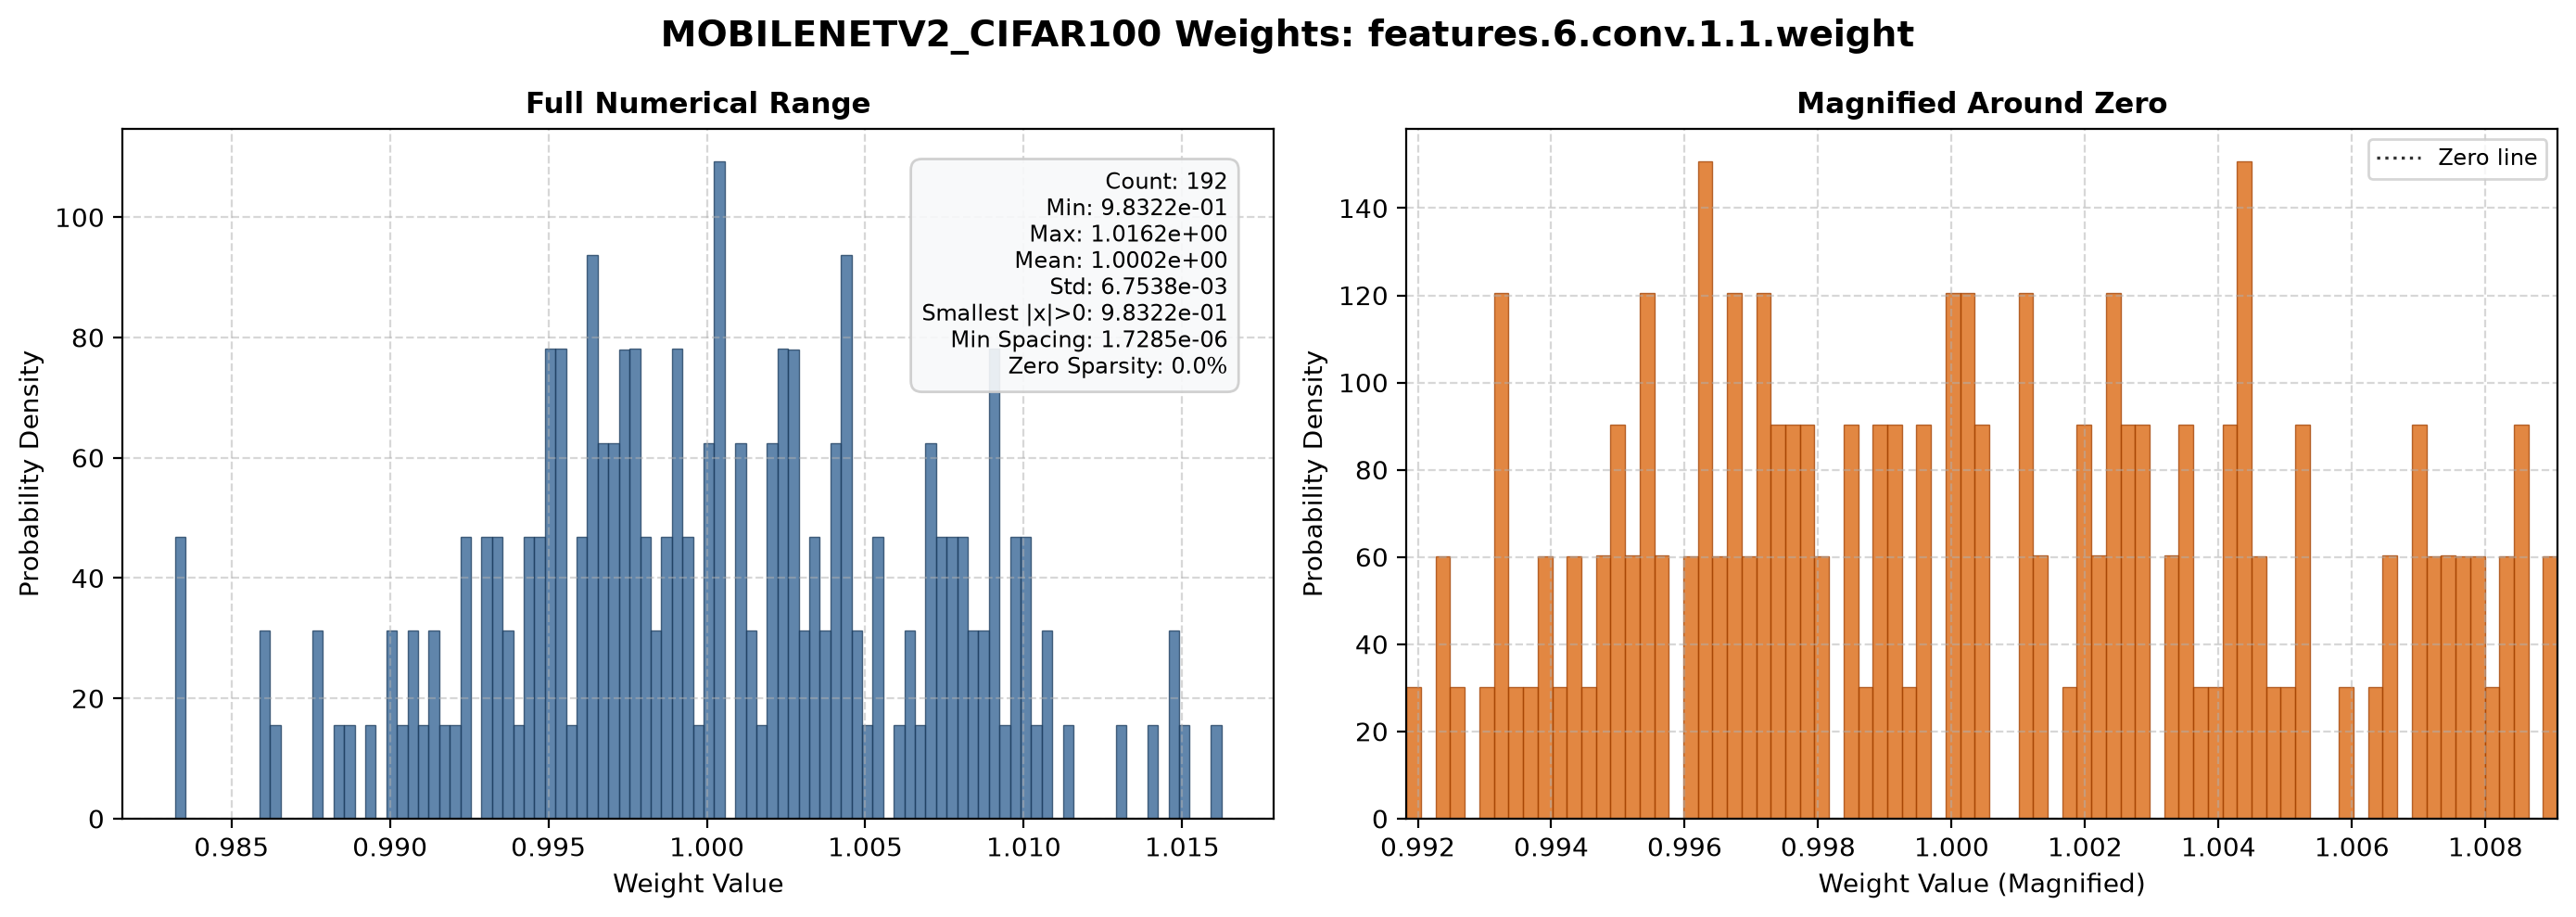 MOBILENETV2_CIFAR100 Weights: features.6.conv.1.1.weight
Full Numerical Range
Probability Density
100
80
60
40
20
0
Count: 192
Min: 9.8322e-01
Max: 1.0162e+00
Mean: 1.0002e+00
Std: 6.7538e-03
Smallest |x|>0: 9.8322e-01
Min Spacing: 1.7285e-06
Zero Sparsity: 0.0%
0.985 0.990 0.995 1.000 1.005 1.010 1.015
Weight Value
Magnified Around Zero
Zero line
Probability Density
140
120
100
80
60
40
20
0
0.992 0.994 0.996 0.998 1.000 1.002 1.004 1.006 1.008
Weight Value (Magnified)